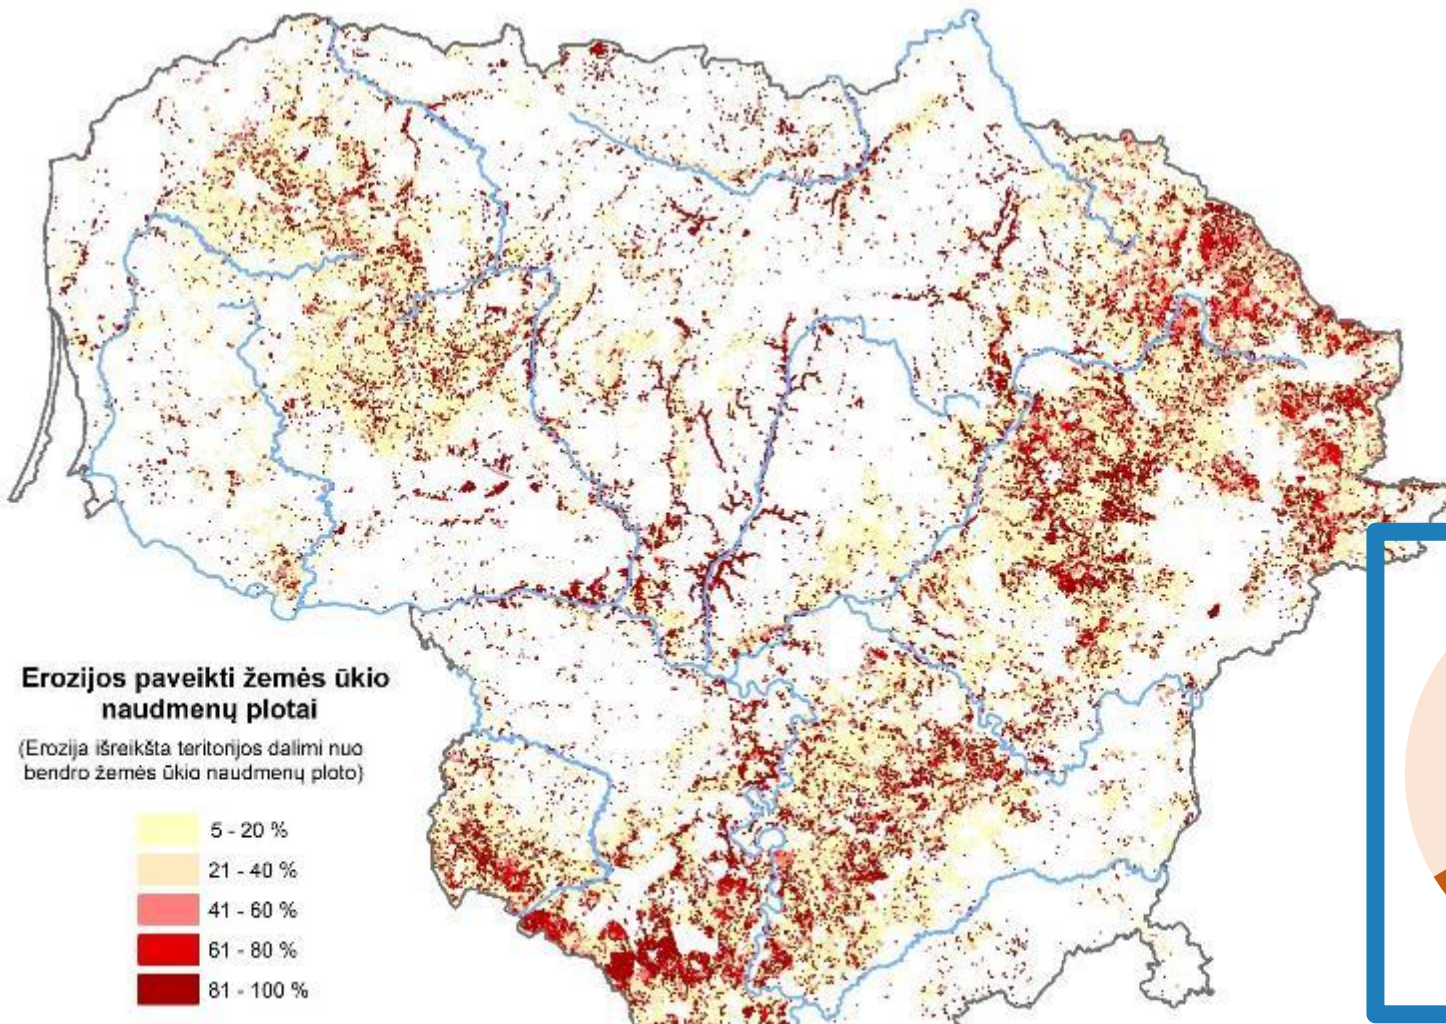 Erozijos paveikti žemės ūkio
naudmenų plotai
(Erozija išreikšta teritorijos dalimi nuo
bendro žemės ūkio naudmenų ploto)
5 - 20 %
21 - 40 %
41 - 60 %
61 - 80 %
81 - 100 %